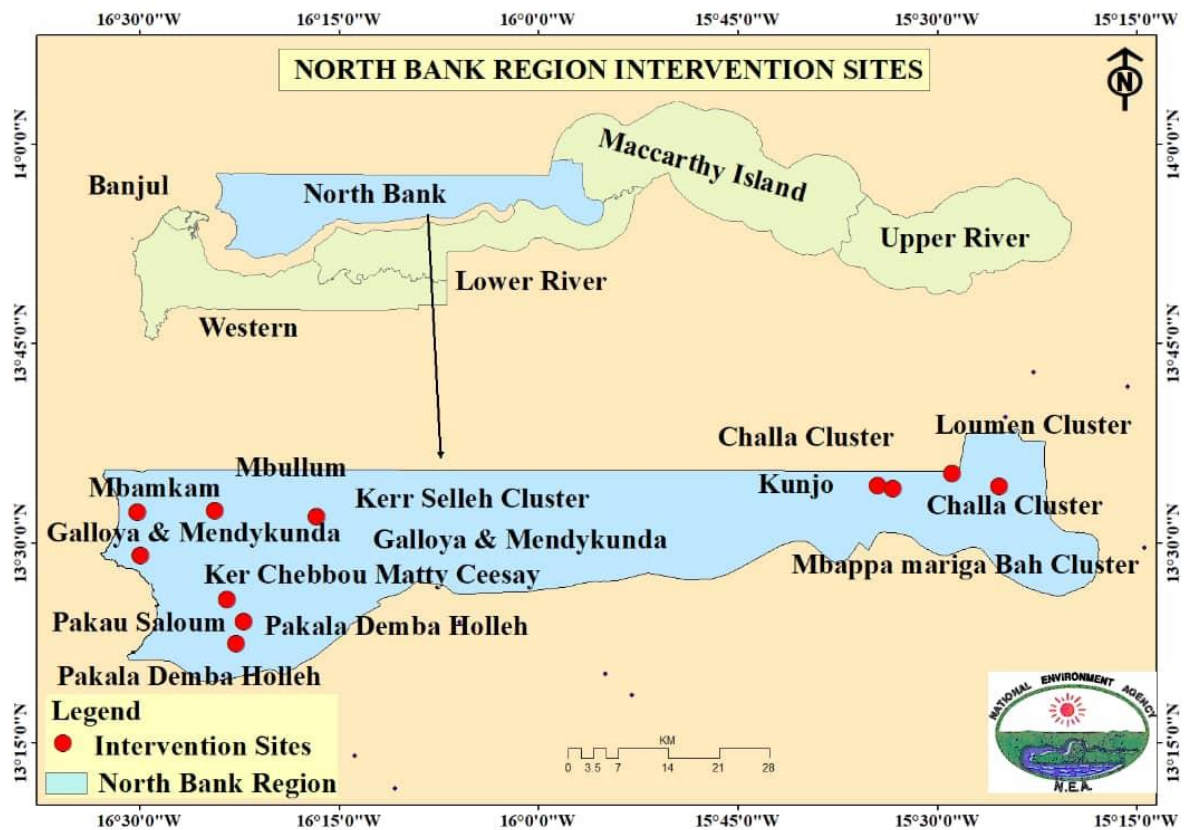 16°30'0"W 16°15'0"W 16°0'0"W 15°45'0"W 15°30'0"W 15°15'0"W
NORTH BANK REGION INTERVENTION SITES
N
14°0'0"N
14°0'0"N
Maccarthy Island
Banjul
North Bank
Upper River
Lower River
Western
13°45'0"N
13°45'0"N
Loumen Cluster
Challa Cluster
Mbullum
Mbamkam
Kunjo
Kerr Selleh Cluster
Challa Cluster
Galloya & Mendykunda
Galloya & Mendykunda
13°30'0"N
13°30'0"N
Mbappa mariga Bah Cluster
Ker Chebbou Matty Ceesay
Pakau Saloum
Pakala Demba Holleh
Pakala Demba Holleh
Legend
Intervention Sites
North Bank Region
KM
0 3.5 7 14 21 28
NATIONAL ENVIRONMENT AGENCY
N.E.A.
13°15'0"N
13°15'0"N
16°30'0"W 16°15'0"W 16°0'0"W 15°45'0"W 15°30'0"W 15°15'0"W